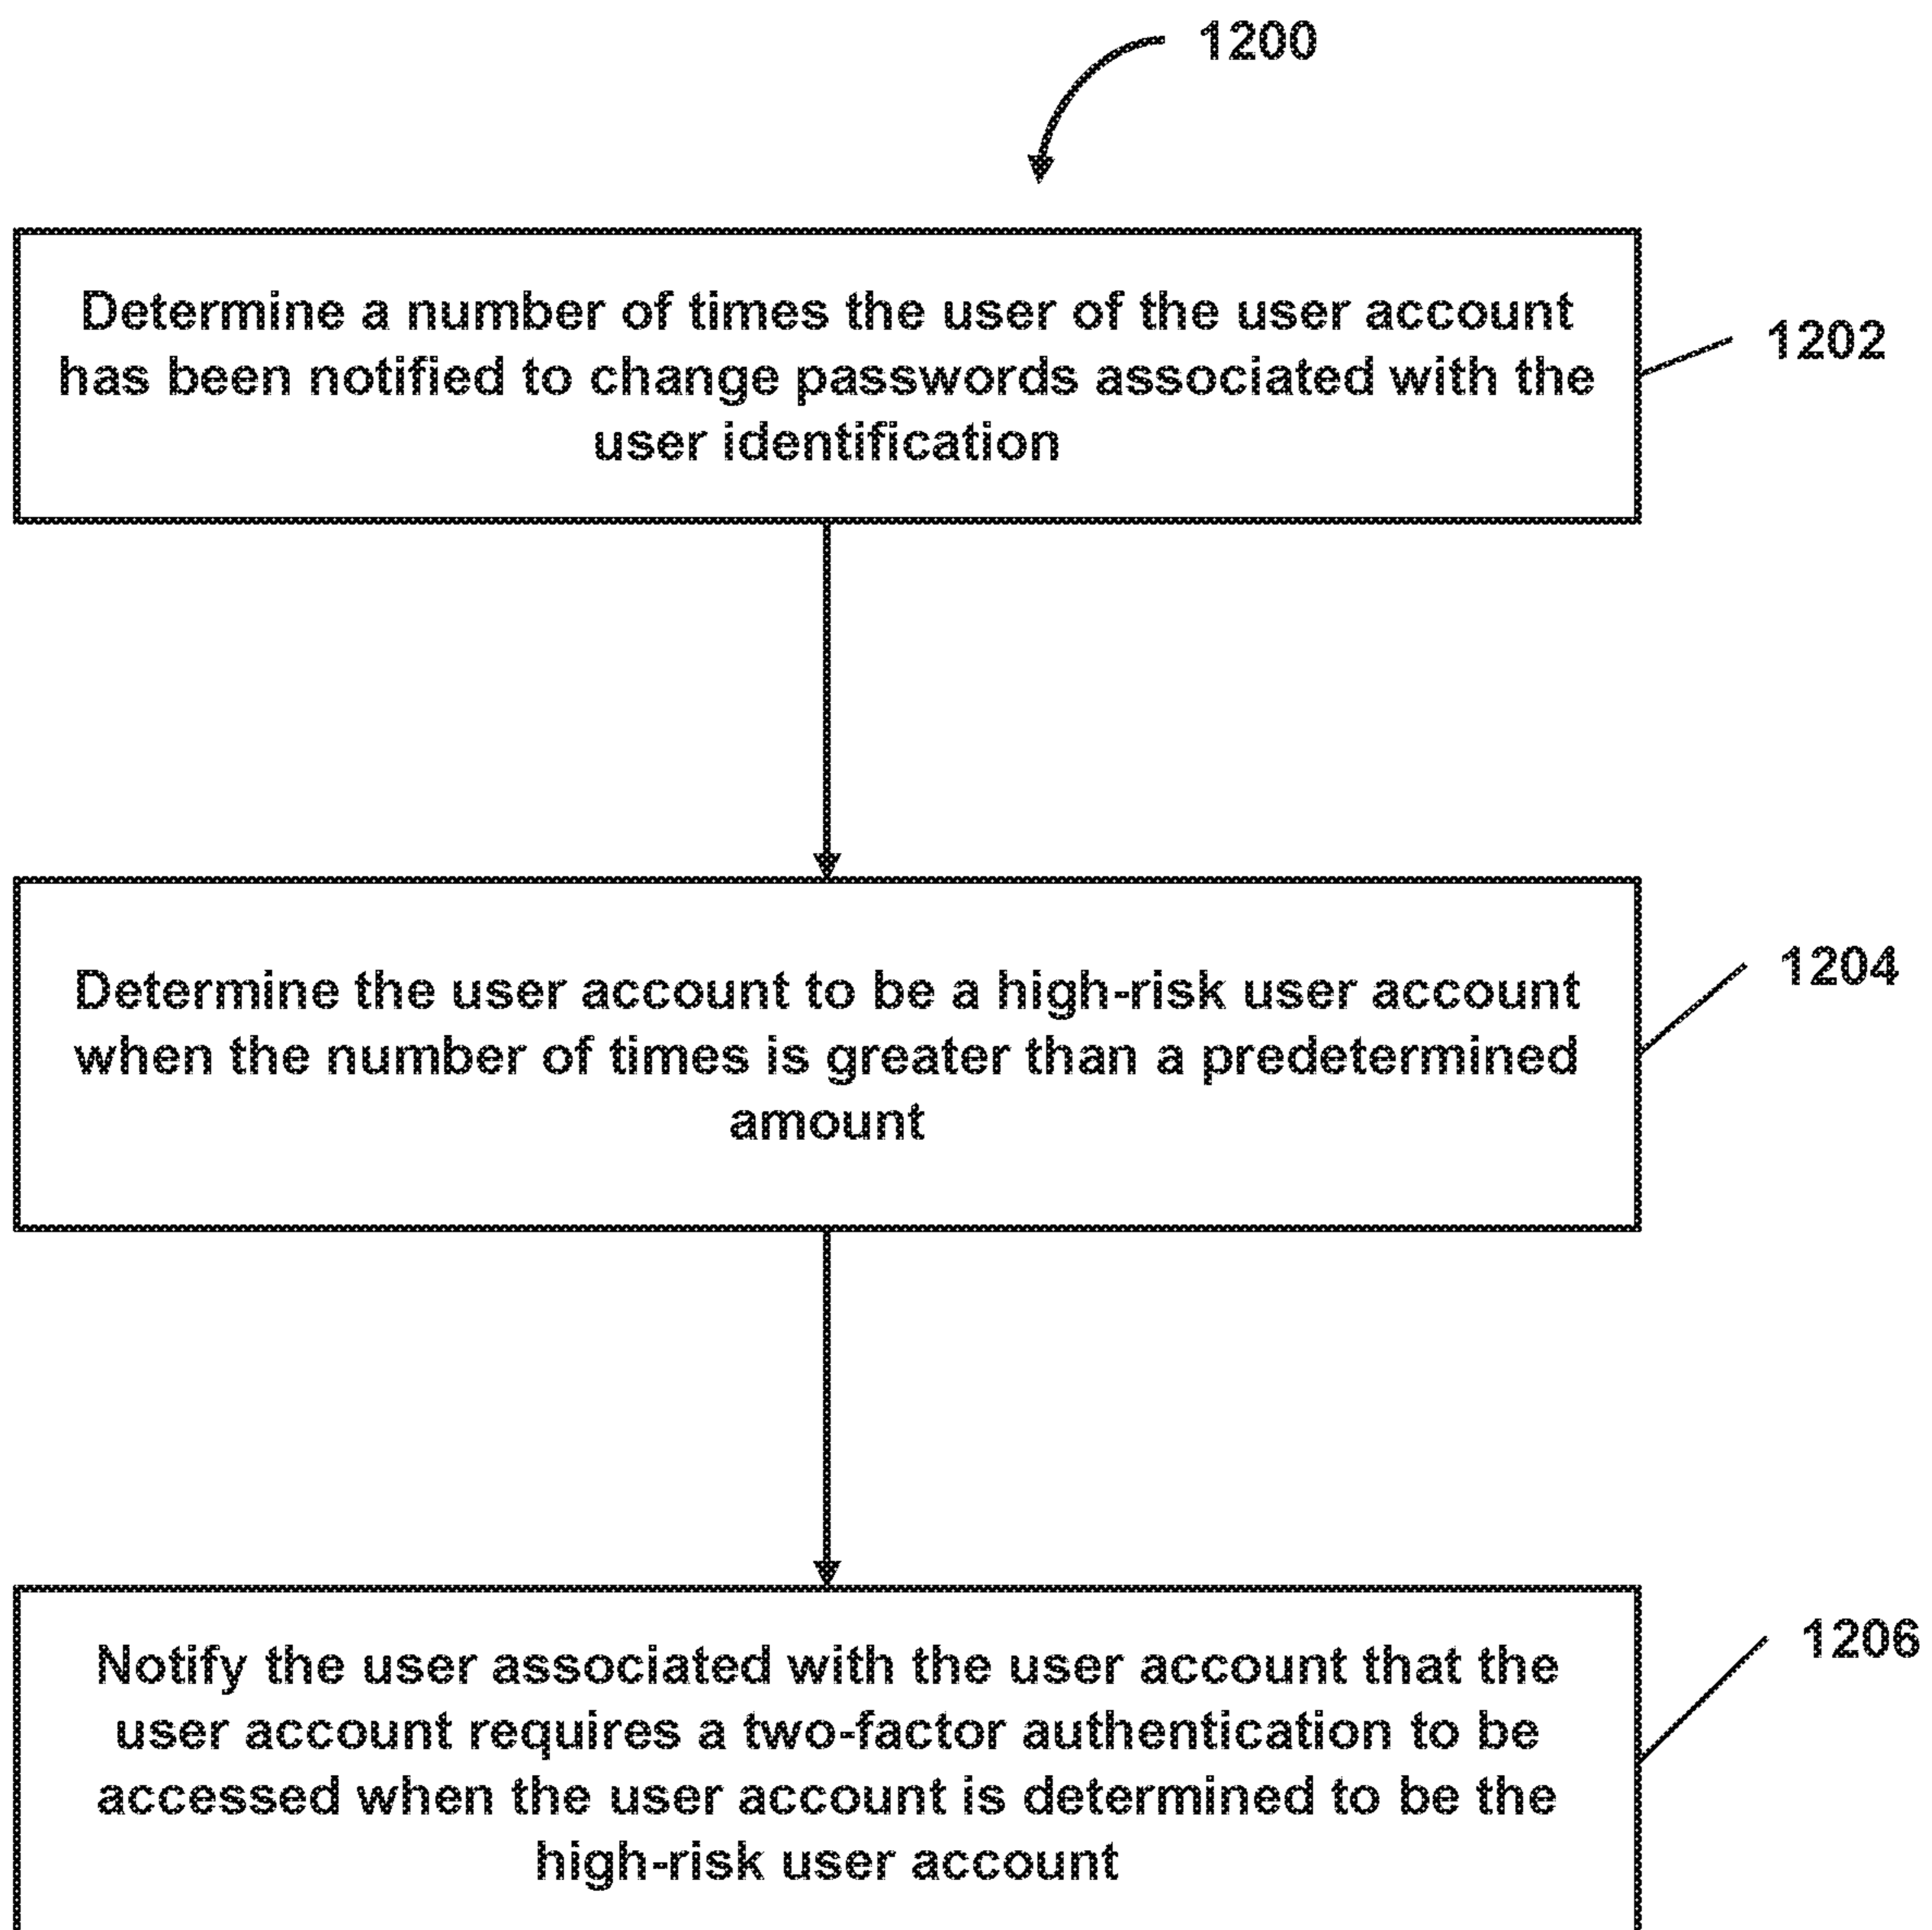 1200
Determine a number of times the user of the user account
has been notified to change passwords associated with the
user identification
1202
Determine the user account to be a high-risk user account
when the number of times is greater than a predetermined
amount
1204
Notify the user associated with the user account that the
user account requires a two-factor authentication to be
accessed when the user account is determined to be the
high-risk user account
1206